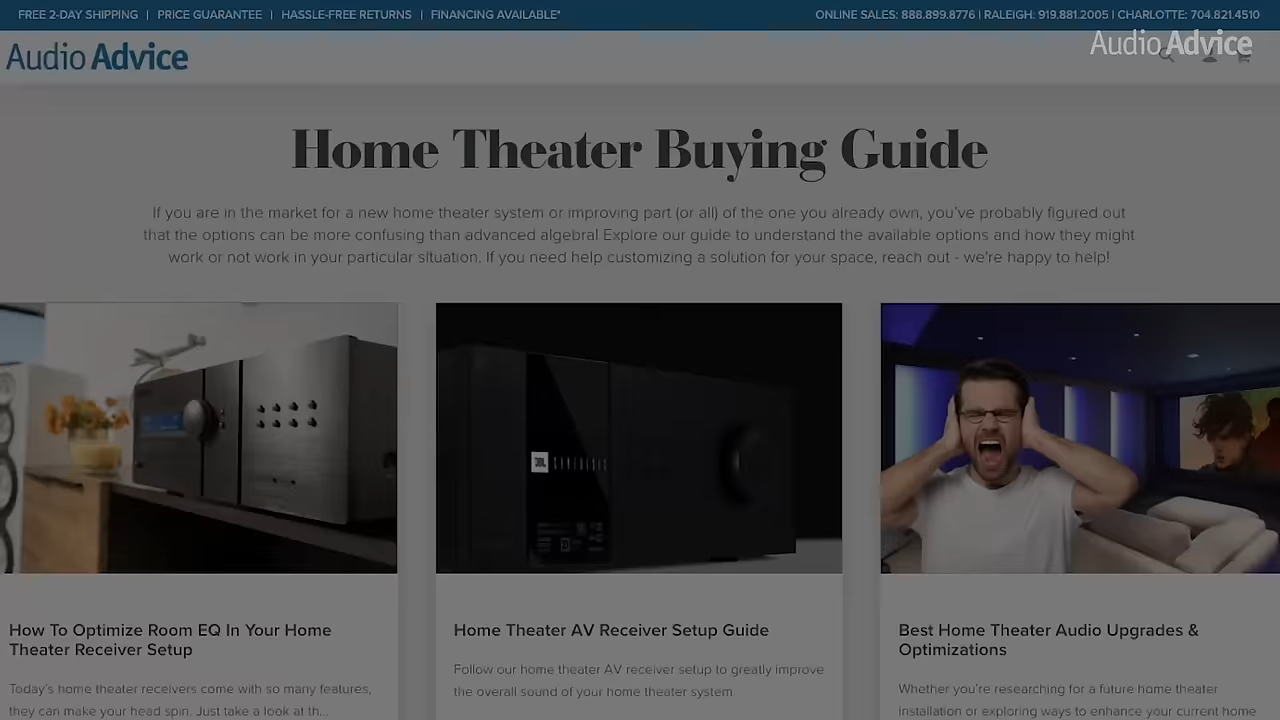 FREE 2-DAY SHIPPING | PRICE GUARANTEE | HASSLE-FREE RETURNS | FINANCING AVAILABLE*
ONLINE SALES: 888.899.8776 | RALEIGH: 919.881.2005 | CHARLOTTE: 704.821.4510
Audio Advice
Audio Advice
Home Theater Buying Guide
If you are in the market for a new home theater system or improving part (or all) of the one you already own, you've probably figured out
that the options can be more confusing than advanced algebra! Explore our guide to understand the available options and how they might
work or not work in your particular situation. If you need help customizing a solution for your space, reach out - we're happy to help!
JBL
How To Optimize Room EQ In Your Home
Theater Receiver Setup
Today's home theater receivers come with so many features,
they can make your head spin. Just take a look at th...
Home Theater AV Receiver Setup Guide
Follow our home theater AV receiver setup to greatly improve
the overall sound of your home theater system.
Best Home Theater Audio Upgrades &
Optimizations
Whether you're researching for a future home theater
installation or exploring ways to enhance your current home